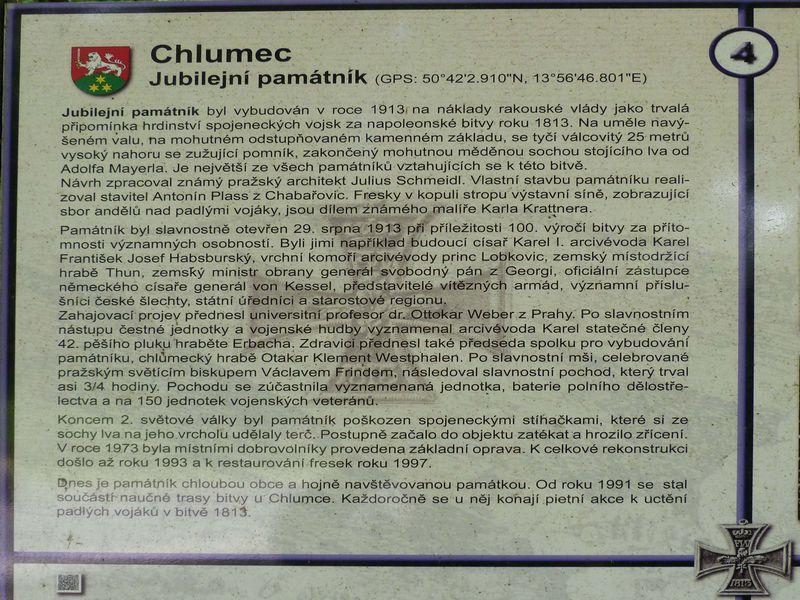 Chlumec
4
Jubilejní památník (GPS: 50°42'2.910"N, 13°56'46.801"E)
Jubilejní památník byl vybudován v roce 1913 na náklady rakouské vlády jako trvalá
připomínka hrdinství spojeneckých vojsk za napoleonské bitvy roku 1813. Na uměle navý-
šeném valu, na mohutném odstupňovaném kamenném základu, se tyčí válcovitý 25 metrů
vysoký nahoru se zužující pomník, zakončený mohutnou měděnou sochou stojícího lva od
Adolfa Mayerla. Je největší ze všech památníků vztahujících se k této bitvě.
Návrh zpracoval známý pražský architekt Julius Schmeidl. Vlastní stavbu památníku reali-
zoval stavitel Antonín Plass z Chabařovic. Fresky v kopuli stropu výstavní síně, zobrazující
sbor andělů nad padlými vojáky, jsou dílem známého malíře Karla Krattnera.
Památník byl slavnostně otevřen 29. srpna 1913 při příležitosti 100. výročí bitvy za příto-
mnosti významných osobností. Byli jimi například budoucí císař Karel I. arcivévoda Karel
František Josef Habsburský, vrchní komoří arcivévody princ Lobkovic, zemský místodržící
hrabě Thun, zemský ministr obrany generál svobodný pán z Georgi, oficiální zástupce
německého císaře generál von Kessel, představitelé vítězných armád, významní příslu-
šníci české šlechty, státní úředníci a starostové regionu.
Zahajovací projev přednesl universitní profesor dr. Ottokar Weber z Prahy. Po slavnostním
nástupu čestné jednotky a vojenské hudby vyznamenal arcivévoda Karel statečné členy
42. pěšího pluku hraběte Erbacha. Zdravici přednesl také předseda spolku pro vybudování
památníku, chlumecký hrabě Otakar Klement Westphalen. Po slavnostní mši, celebrované
pražským světícím biskupem Václavem Frindem, následoval slavnostní pochod, který trval
asi 3/4 hodiny. Pochodu se zúčastnila vyznamenaná jednotka, baterie polního dělostře-
lectva a na 150 jednotek vojenských veteránů.
Koncem 2. světové války byl památník poškozen spojeneckými stíhačkami, které si ze
sochy lva na jeho vrcholu udělaly terč. Postupně začalo do objektu zatékat a hrozilo zřícení.
V roce 1973 byla místními dobrovolníky provedena základní oprava. K celkové rekonstrukci
došlo až roku 1993 a k restaurování fresek roku 1997.
Dnes je památník chloubou obce a hojně navštěvovanou památkou. Od roku 1991 se stal
součástí naučné trasy bitvy u Chlumce. Každoročně se u něj konají pietní akce k uctění
padlých vojáků v bitvě 1813.
FW
1813